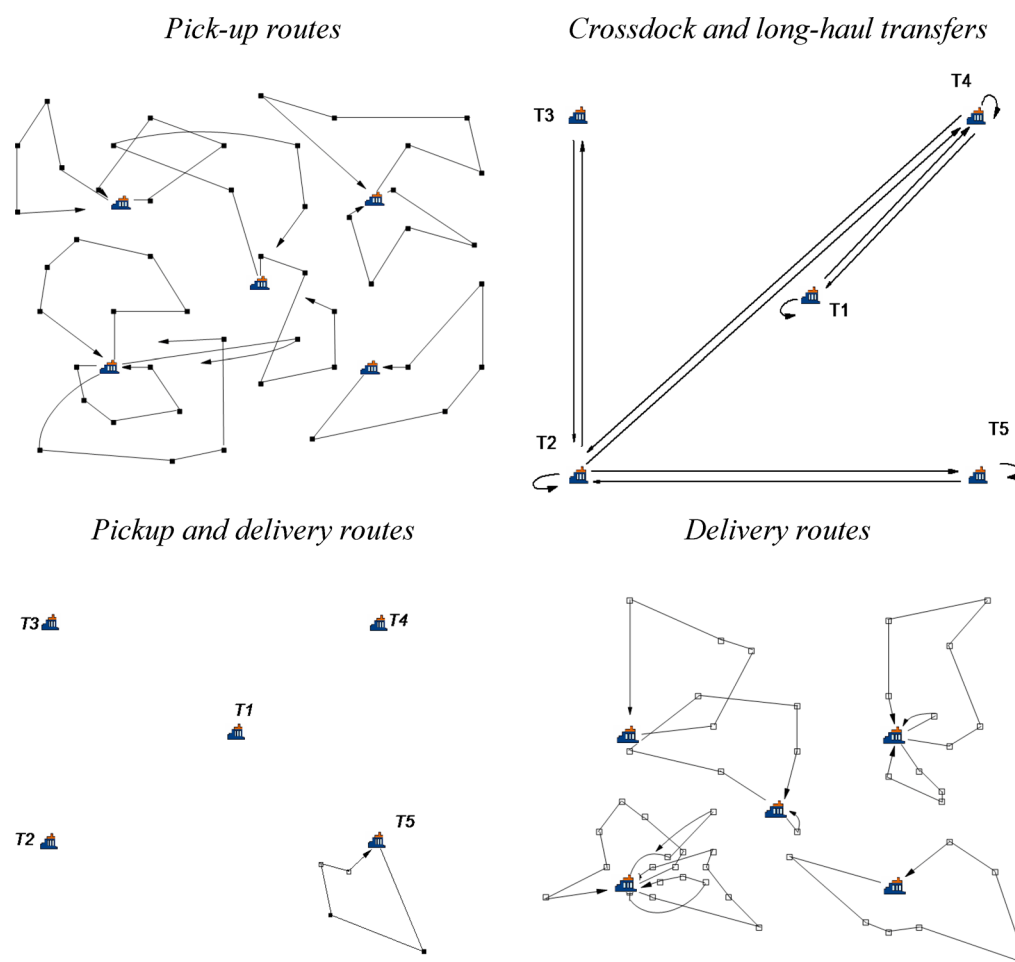 Pick-up routes
Crossdock and long-haul transfers
T4
T3
T1
T2
T5
Pickup and delivery routes
Delivery routes
T3
T4
T1
T5
T2